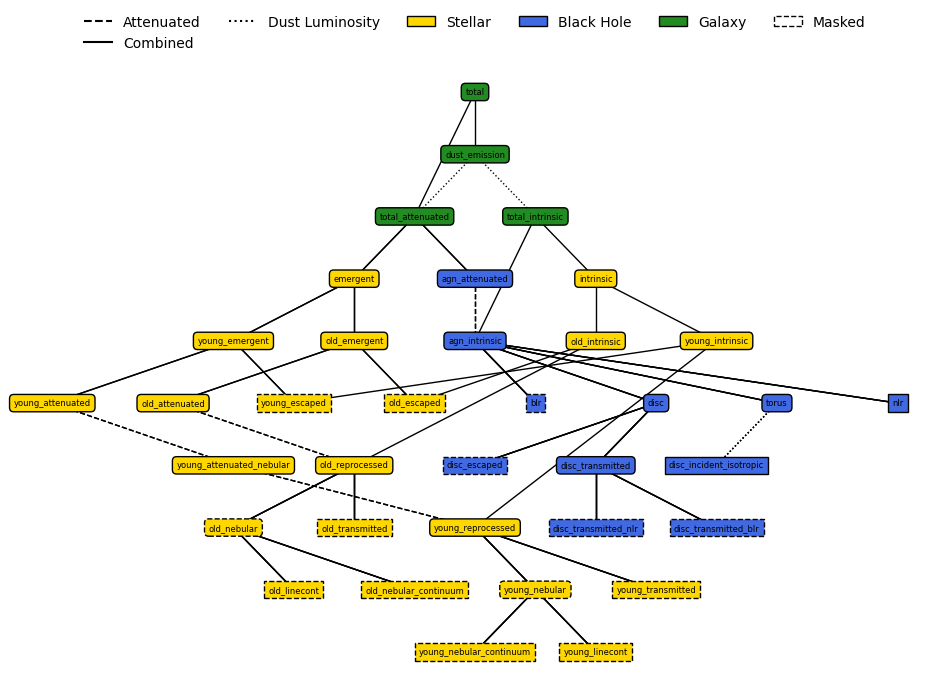 Attenuated Dust Luminosity Stellar Black Hole Galaxy Masked
Combined
total
dust_emission
total_attenuated total_intrinsic
emergent agn_attenuated intrinsic
young_emergent old_emergent agn_intrinsic old_intrinsic young_intrinsic
young_attenuated old_attenuated young_escaped old_escaped blr disc torus nlr
young_attenuated_nebular old_reprocessed disc_escaped disc_transmitted disc_incident_isotropic
old_nebular old_transmitted young_reprocessed disc_transmitted_nlr disc_transmitted_blr
old_linecont old_nebular_continuum young_nebular young_transmitted
young_nebular_continuum young_linecont